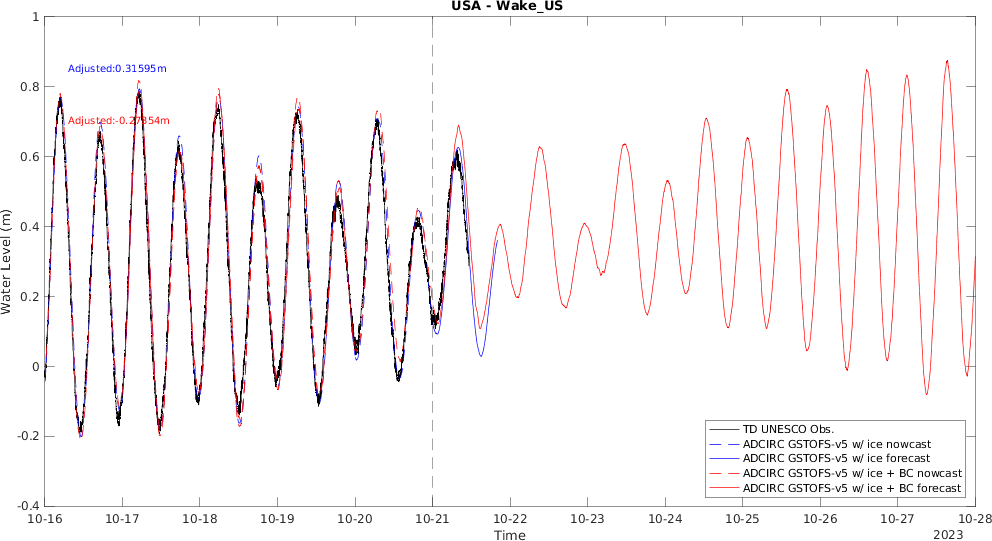 USA - Wake_US
1
0.8
0.6
0.4
0.2
0
-0.2
-0.4
Water Level (m)
Adjusted:0.31595m
Adjusted:-0.27354m
TD UNESCO Obs.
ADCIRC GSTOFS-v5 w/ ice nowcast
ADCIRC GSTOFS-v5 w/ ice forecast
ADCIRC GSTOFS-v5 w/ ice + BC nowcast
ADCIRC GSTOFS-v5 w/ ice + BC forecast
10-16 10-17 10-18 10-19 10-20 10-21 10-22 10-23 10-24 10-25 10-26 10-27 10-28
Time
2023